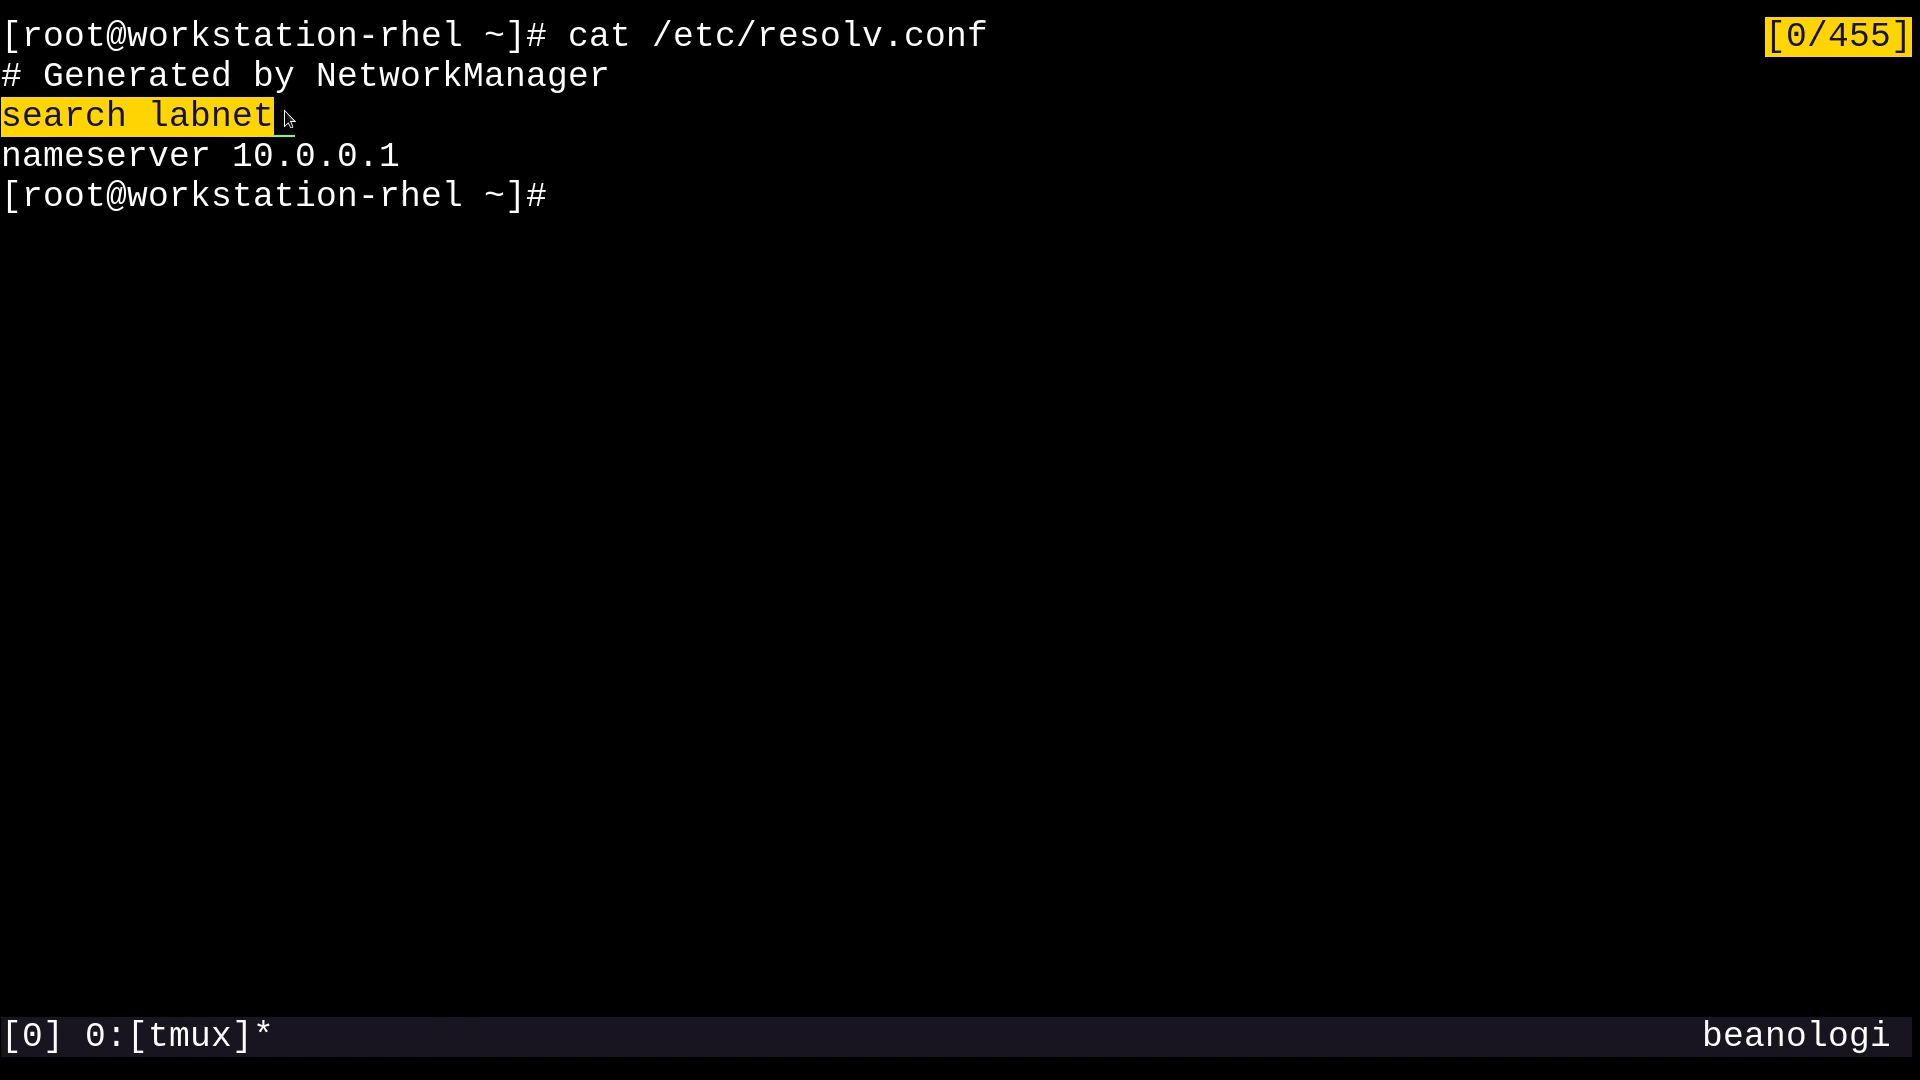 [root@workstation-rhel ~]# cat /etc/resolv.conf [0/455]
# Generated by NetworkManager
search labnet
nameserver 10.0.0.1
[root@workstation-rhel ~]#
[0] 0:[tmux]* beanologi